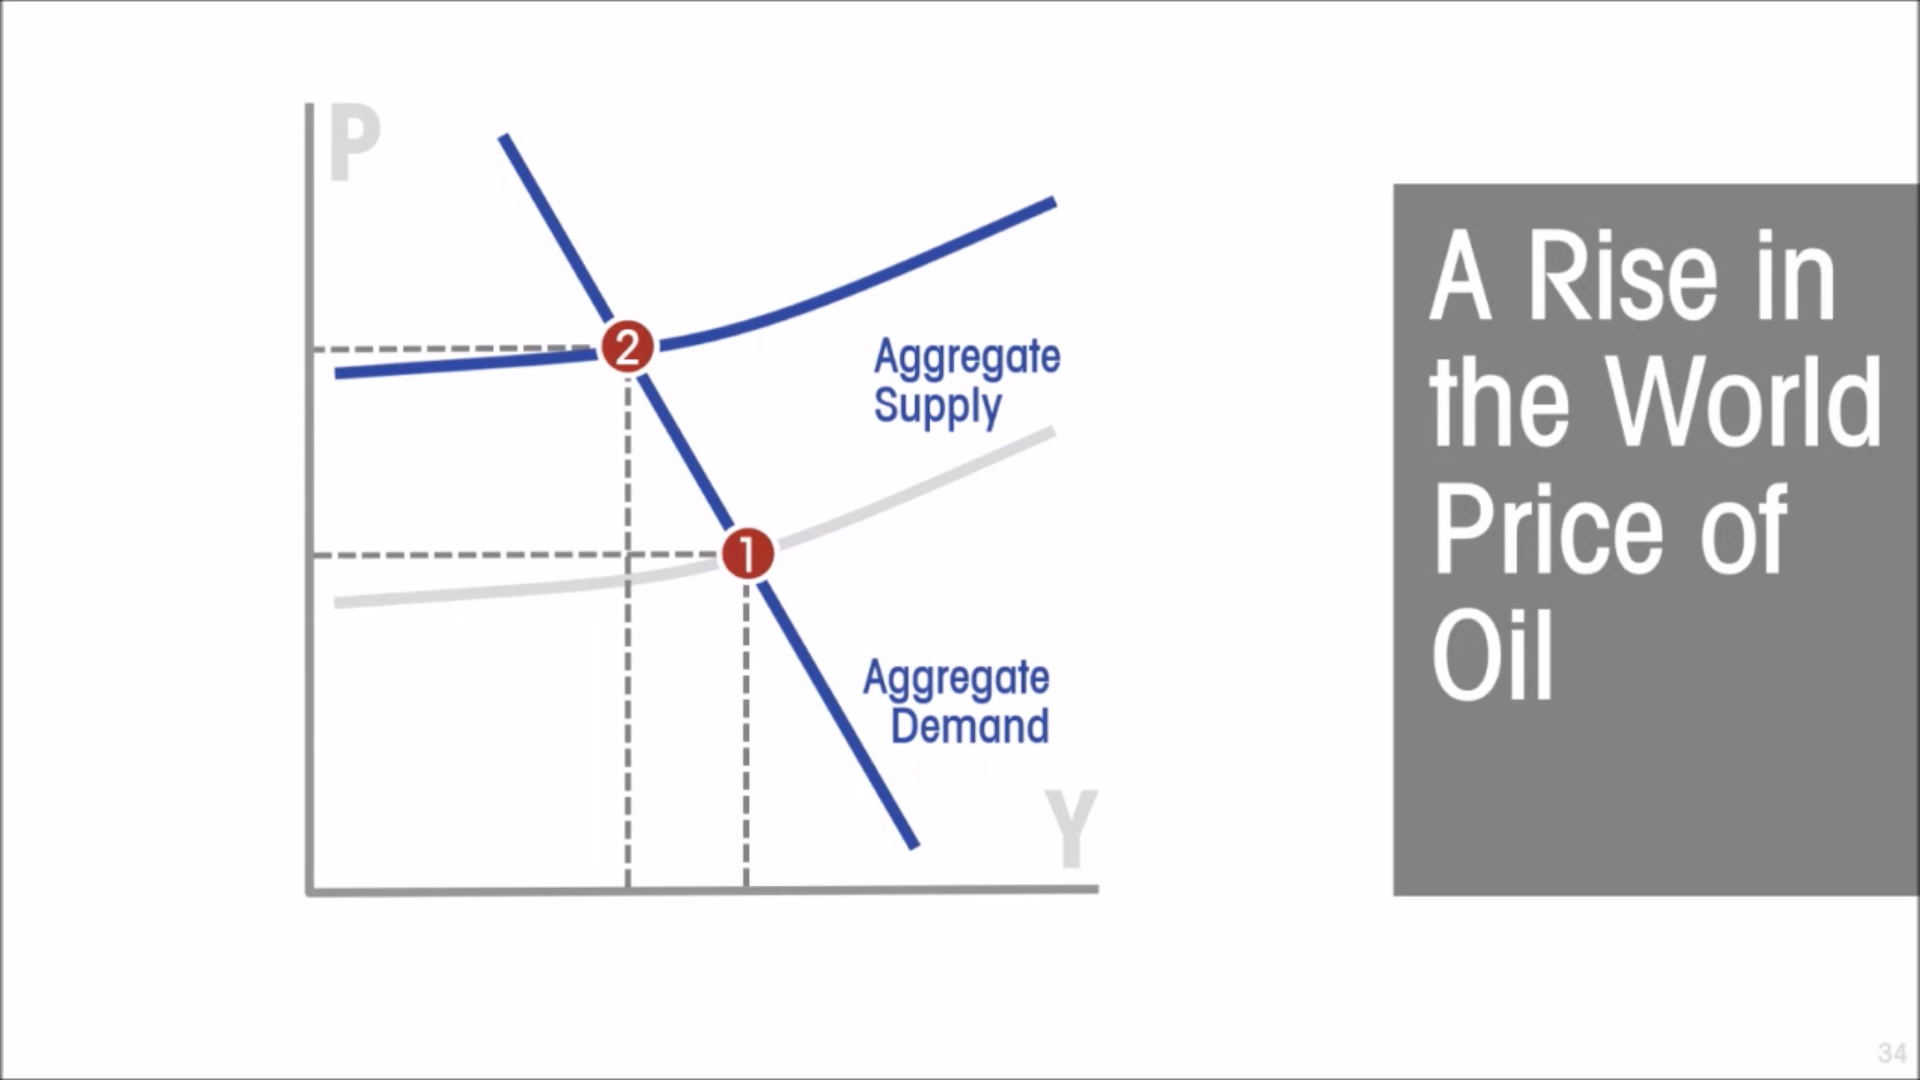 P
2
Aggregate
Supply
1
Aggregate
Demand
Y
A Rise in
the World
Price of
Oil
34